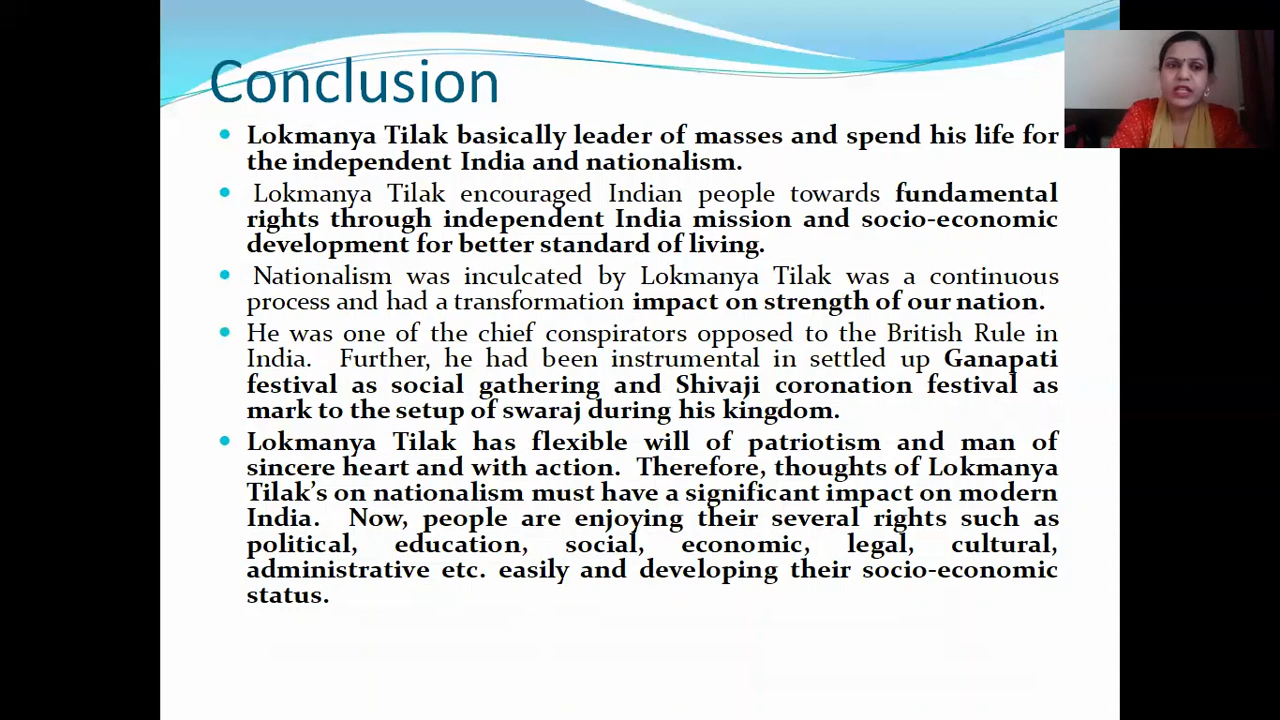 Conclusion
Lokmanya Tilak basically leader of masses and spend his life for
the independent India and nationalism.
Lokmanya Tilak encouraged Indian people towards fundamental
rights through independent India mission and socio-economic
development for better standard of living.
Nationalism was inculcated by Lokmanya Tilak was a continuous
process and had a transformation impact on strength of our nation.
He was one of the chief conspirators opposed to the British Rule in
India. Further, he had been instrumental in settled up Ganapati
festival as social gathering and Shivaji coronation festival as
mark to the setup of swaraj during his kingdom.
Lokmanya Tilak has flexible will of patriotism and man of
sincere heart and with action. Therefore, thoughts of Lokmanya
Tilak's on nationalism must have a significant impact on modern
India. Now, people are enjoying their several rights such as
political, education, social, economic, legal, cultural,
administrative etc. easily and developing their socio-economic
status.